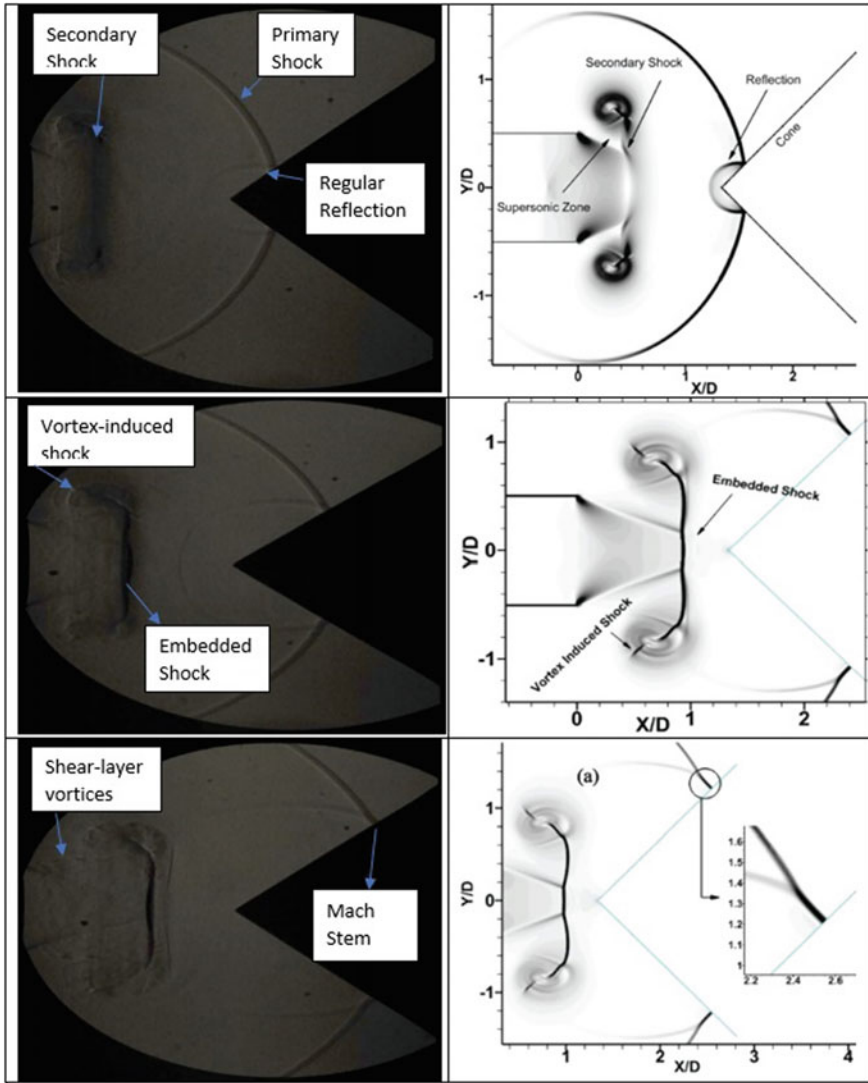 Secondary
Shock
Primary
Shock
Regular
Reflection
Secondary Shock
Reflection
Cone
Supersonic Zone
Y/D
1
0
-1
0
1
2
X/D
Vortex-induced
shock
Embedded
Shock
Embedded Shock
Vortex Induced Shock
Y/D
1
0
-1
0
1
2
X/D
Shear-layer
vortices
Mach
Stem
(a)
Y/D
1
0
-1
1
2
3
4
X/D
1.6
1.5
1.4
1.3
1.2
1.1
1
2.2
2.4
2.6